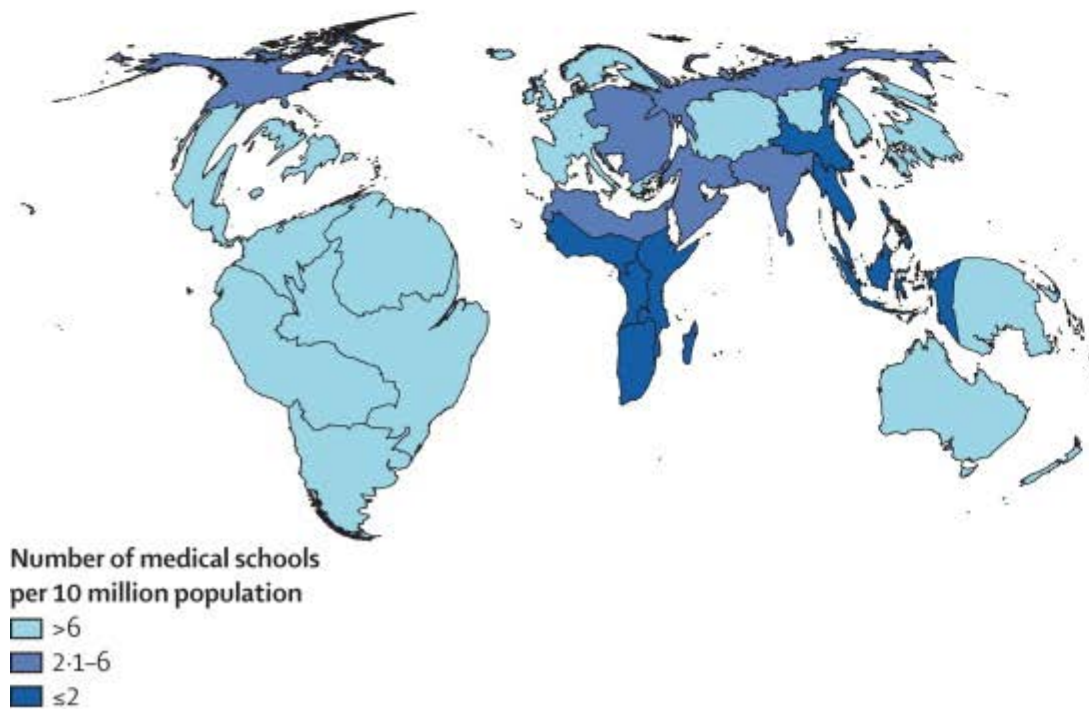 Number of medical schools
per 10 million population
>6
2·1–6
≤2